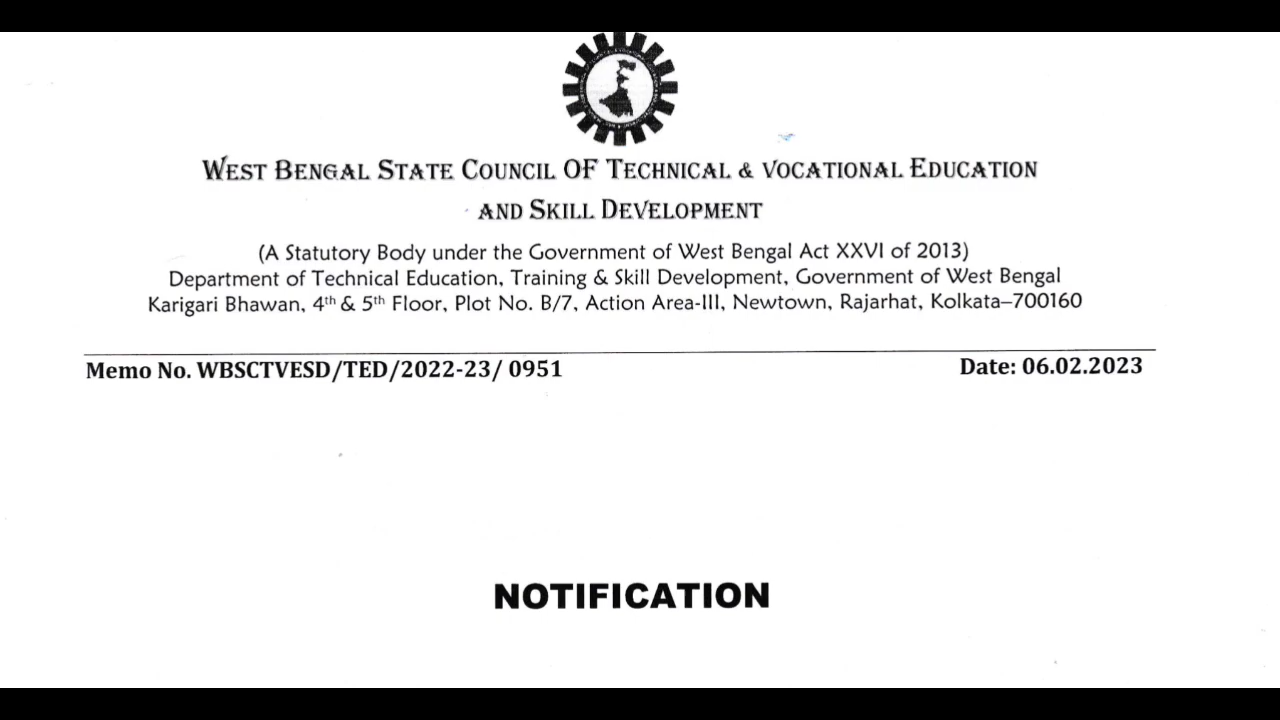 WEST BENGAL STATE COUNCIL OF TECHNICAL & VOCATIONAL EDUCATION
AND SKILL DEVELOPMENT
(A Statutory Body under the Government of West Bengal Act XXVI of 2013)
Department of Technical Education, Training & Skill Development, Government of West Bengal
Karigari Bhawan, 4th & 5th Floor, Plot No. B/7, Action Area-III, Newtown, Rajarhat, Kolkata–700160
Memo No. WBSCTVESD/TED/2022-23/ 0951 Date: 06.02.2023
NOTIFICATION